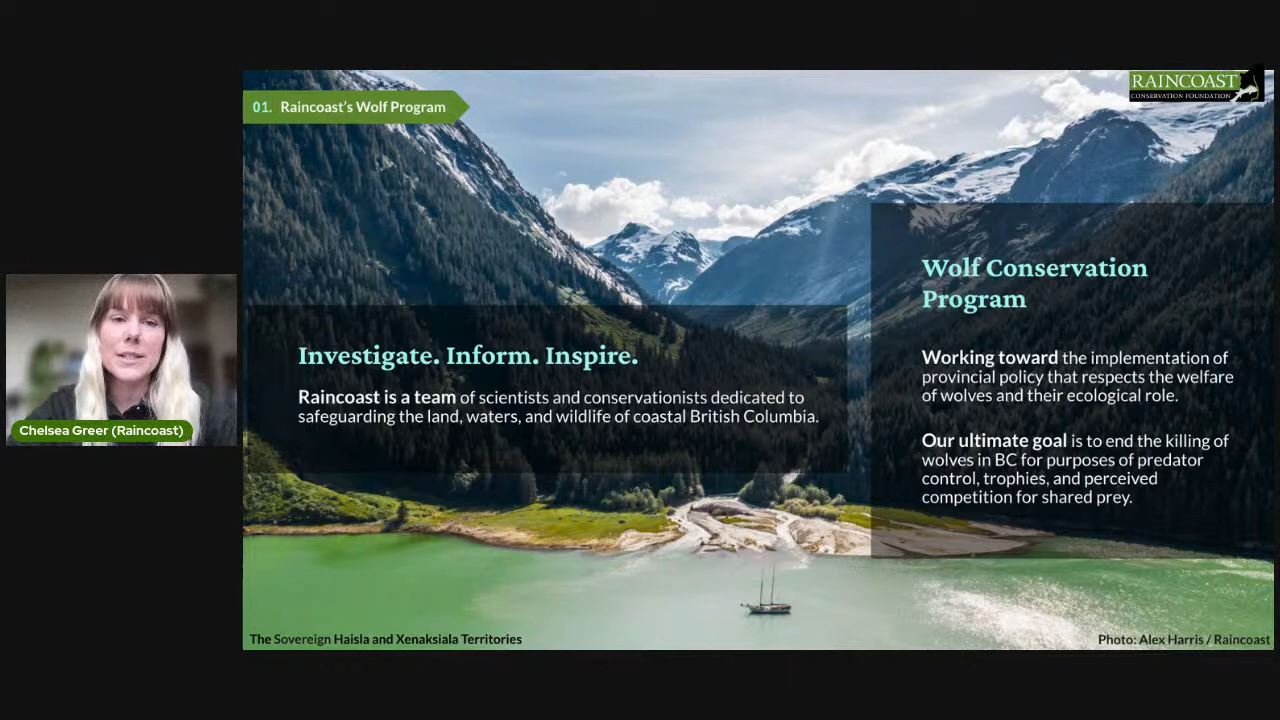 01. Raincoast's Wolf Program
RAINCOAST
CONSERVATION FOUNDATION
Investigate. Inform. Inspire.
Raincoast is a team of scientists and conservationists dedicated to
safeguarding the land, waters, and wildlife of coastal British Columbia.
Wolf Conservation
Program
Working toward the implementation of
provincial policy that respects the welfare
of wolves and their ecological role.
Our ultimate goal is to end the killing of
wolves in BC for purposes of predator
control, trophies, and perceived
competition for shared prey.
Chelsea Greer (Raincoast)
The Sovereign Haisla and Xenaksiala Territories
Photo: Alex Harris / Raincoast